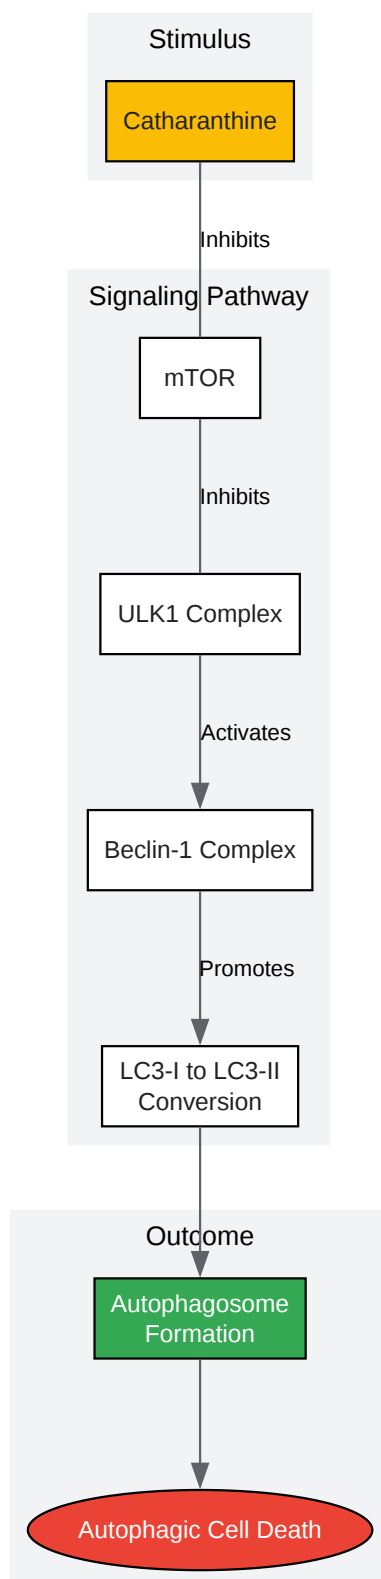 Stimulus
Catharanthine
Inhibits
Signaling Pathway
mTOR
Inhibits
ULK1 Complex
Activates
Beclin-1 Complex
Promotes
LC3-I to LC3-II
Conversion
Outcome
Autophagosome
Formation
Autophagic Cell Death